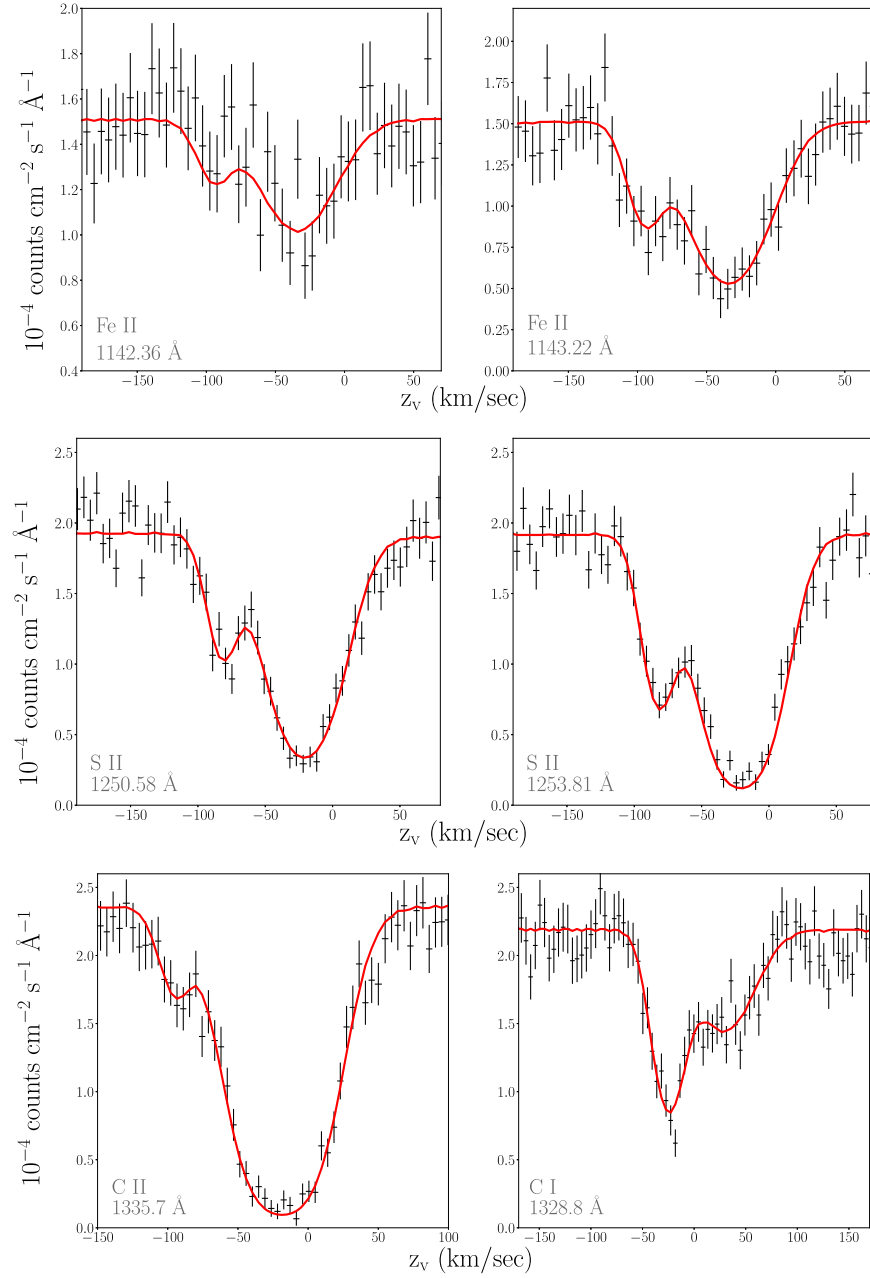 2.0
1.8
1.6
1.4
1.2
1.0
0.8
0.6
0.4
10⁻⁴ counts cm⁻² s⁻¹ Å⁻¹
Fe II
1142.36 Å
−150 −100 −50 0 50
2.00
1.75
1.50
1.25
1.00
0.75
0.50
0.25
0.00
Fe II
1143.22 Å
−150 −100 −50 0 50
z_v (km/sec)
2.5
2.0
1.5
1.0
0.5
0.0
10⁻⁴ counts cm⁻² s⁻¹ Å⁻¹
S II
1250.58 Å
−150 −100 −50 0 50
2.5
2.0
1.5
1.0
0.5
0.0
S II
1253.81 Å
−150 −100 −50 0 50
z_v (km/sec)
2.5
2.0
1.5
1.0
0.5
0.0
10⁻⁴ counts cm⁻² s⁻¹ Å⁻¹
C II
1335.7 Å
−150 −100 −50 0 50 100
2.5
2.0
1.5
1.0
0.5
0.0
C I
1328.8 Å
−150 −100 −50 0 50 100 150
z_v (km/sec)